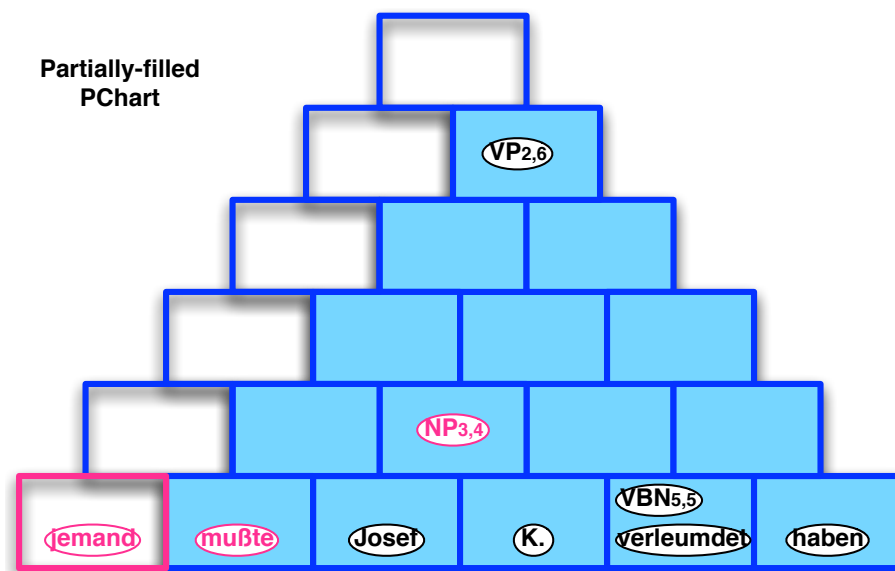 Partially-filled
PChart
VP2,6
NP3,4
VBN5,5
jemand mußte Josef K. verleumdet haben